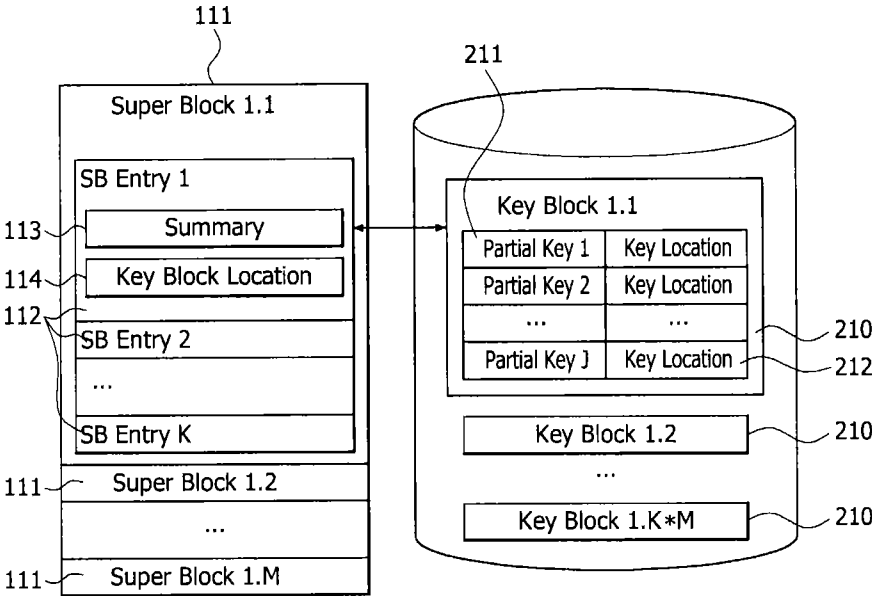 111
211
Super Block 1.1
SB Entry 1
113
Summary
114
Key Block Location
112
SB Entry 2
...
SB Entry K
111
Super Block 1.2
...
111
Super Block 1.M
Key Block 1.1
Partial Key 1 Key Location
Partial Key 2 Key Location
... ...
210
Partial Key J Key Location
212
Key Block 1.2
210
...
Key Block 1.K*M
210